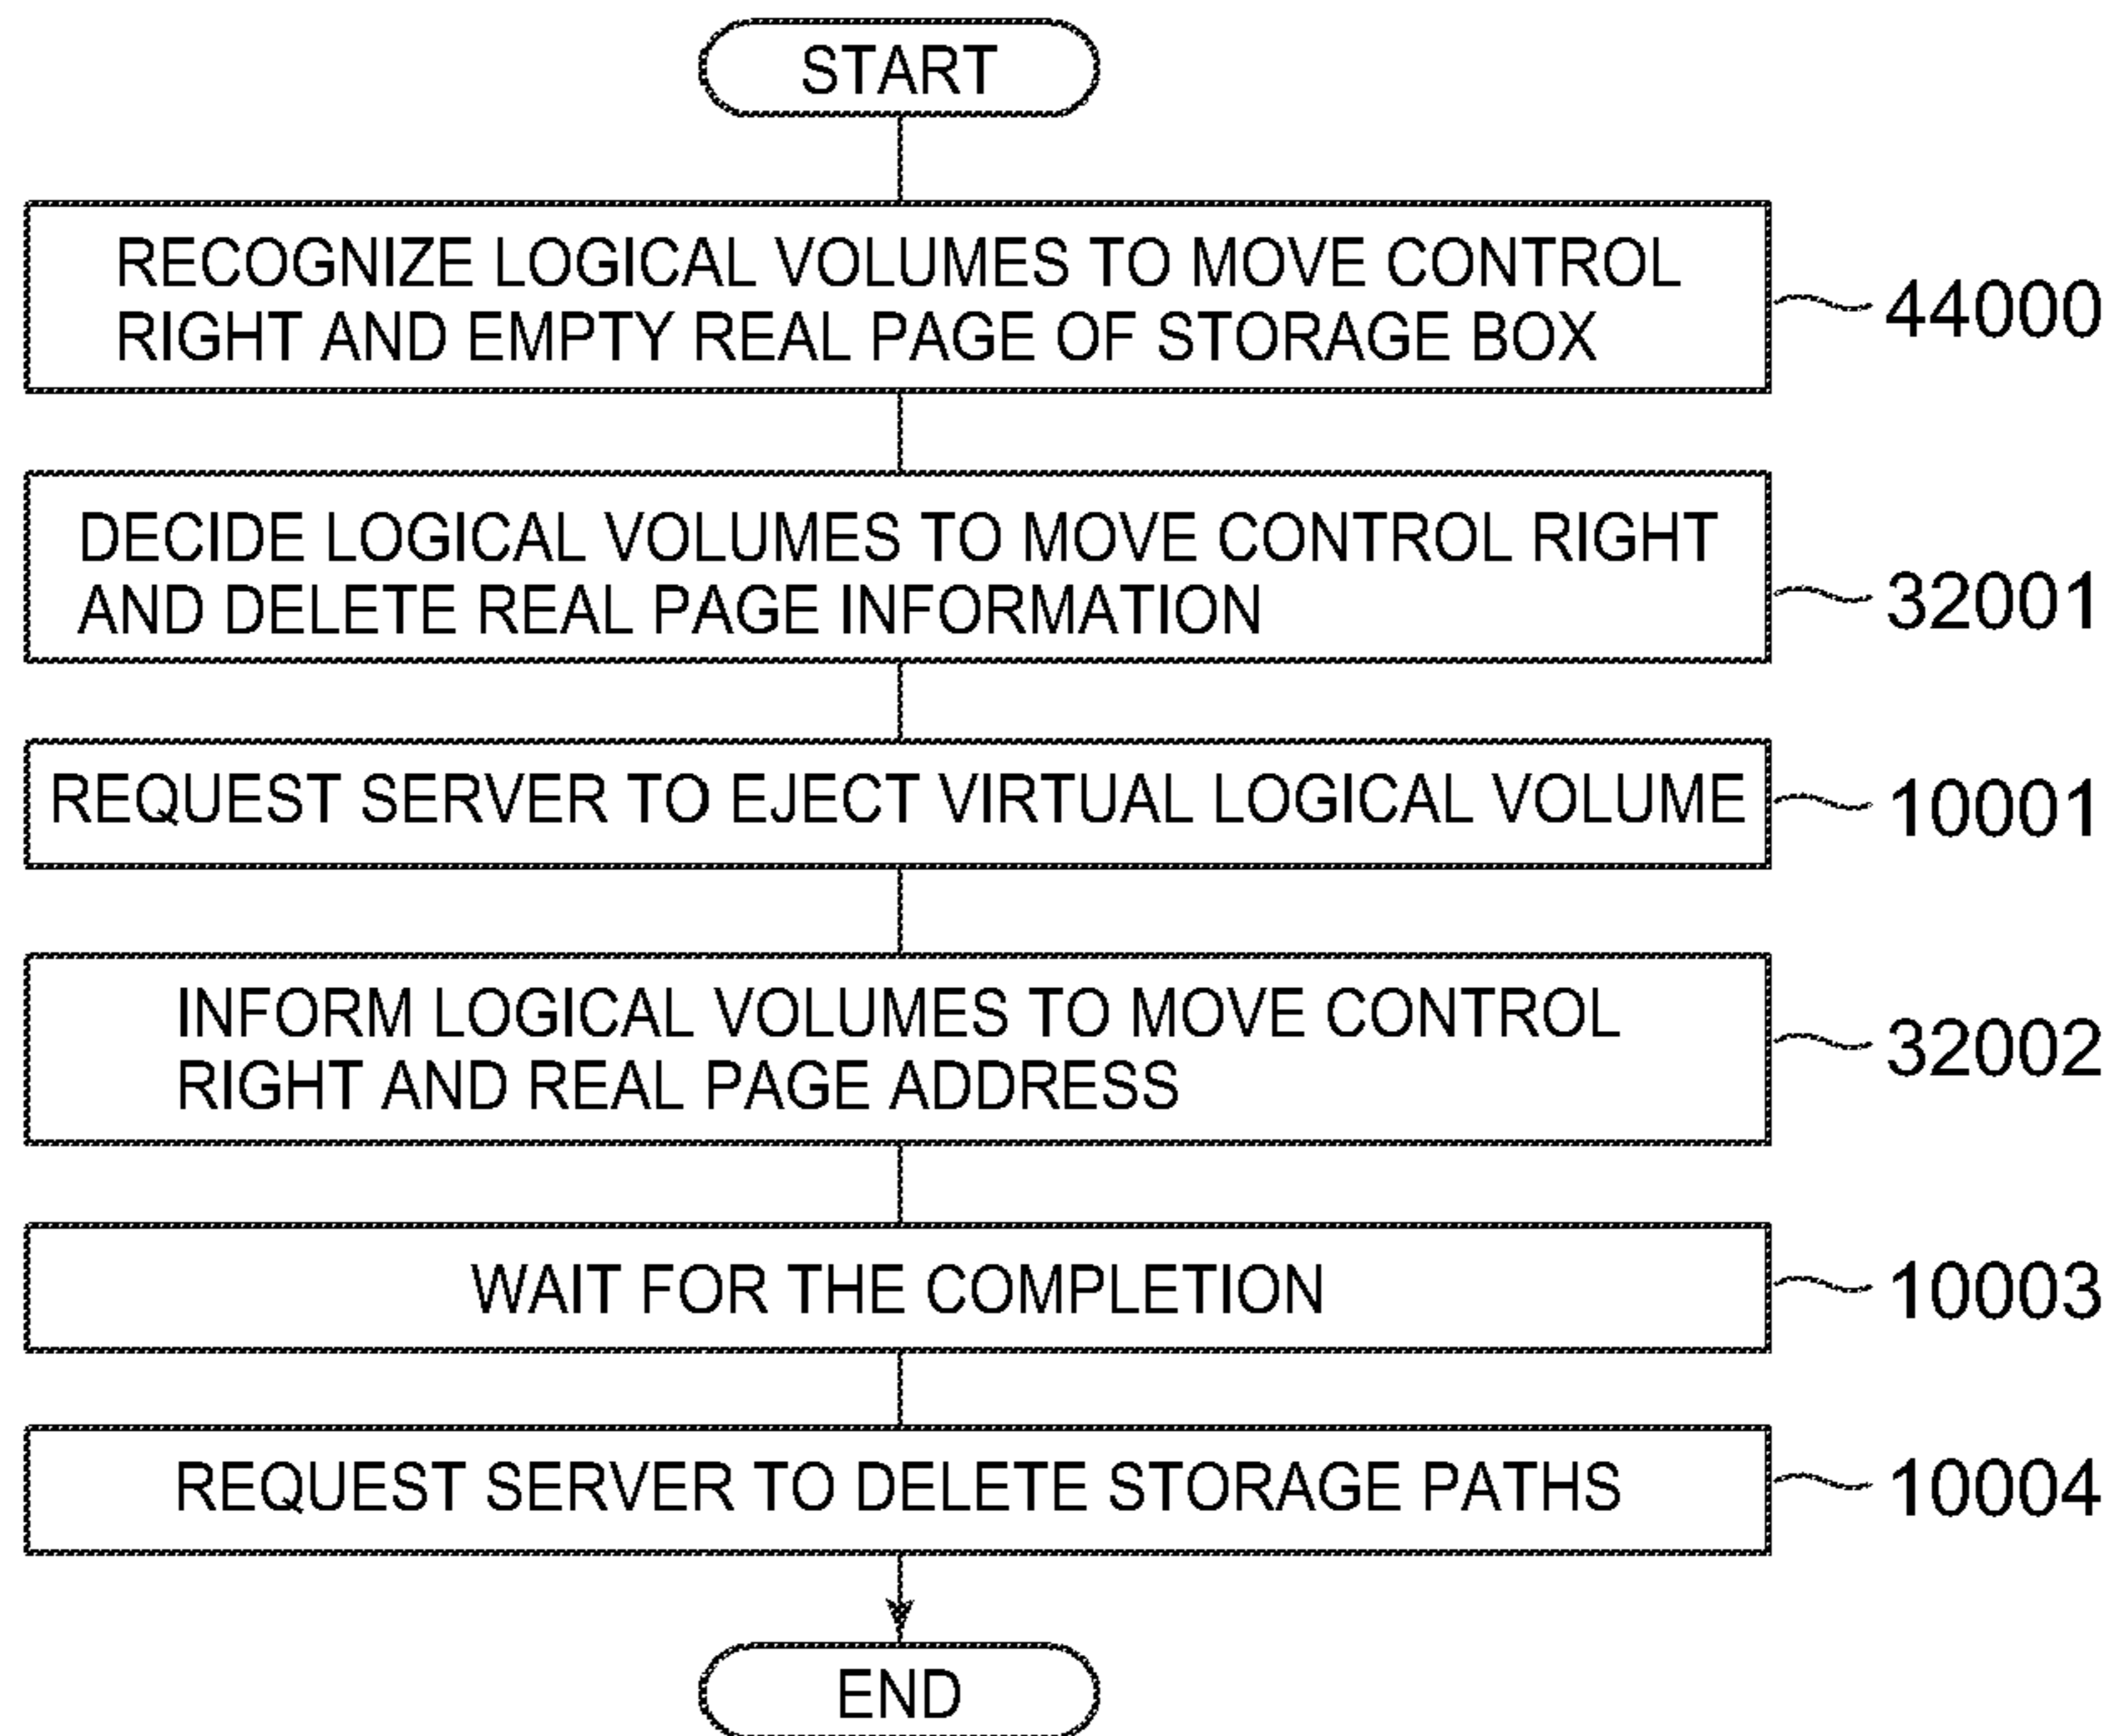 START
RECOGNIZE LOGICAL VOLUMES TO MOVE CONTROL
RIGHT AND EMPTY REAL PAGE OF STORAGE BOX
44000
DECIDE LOGICAL VOLUMES TO MOVE CONTROL RIGHT
AND DELETE REAL PAGE INFORMATION
32001
REQUEST SERVER TO EJECT VIRTUAL LOGICAL VOLUME
10001
INFORM LOGICAL VOLUMES TO MOVE CONTROL
RIGHT AND REAL PAGE ADDRESS
32002
WAIT FOR THE COMPLETION
10003
REQUEST SERVER TO DELETE STORAGE PATHS
10004
END